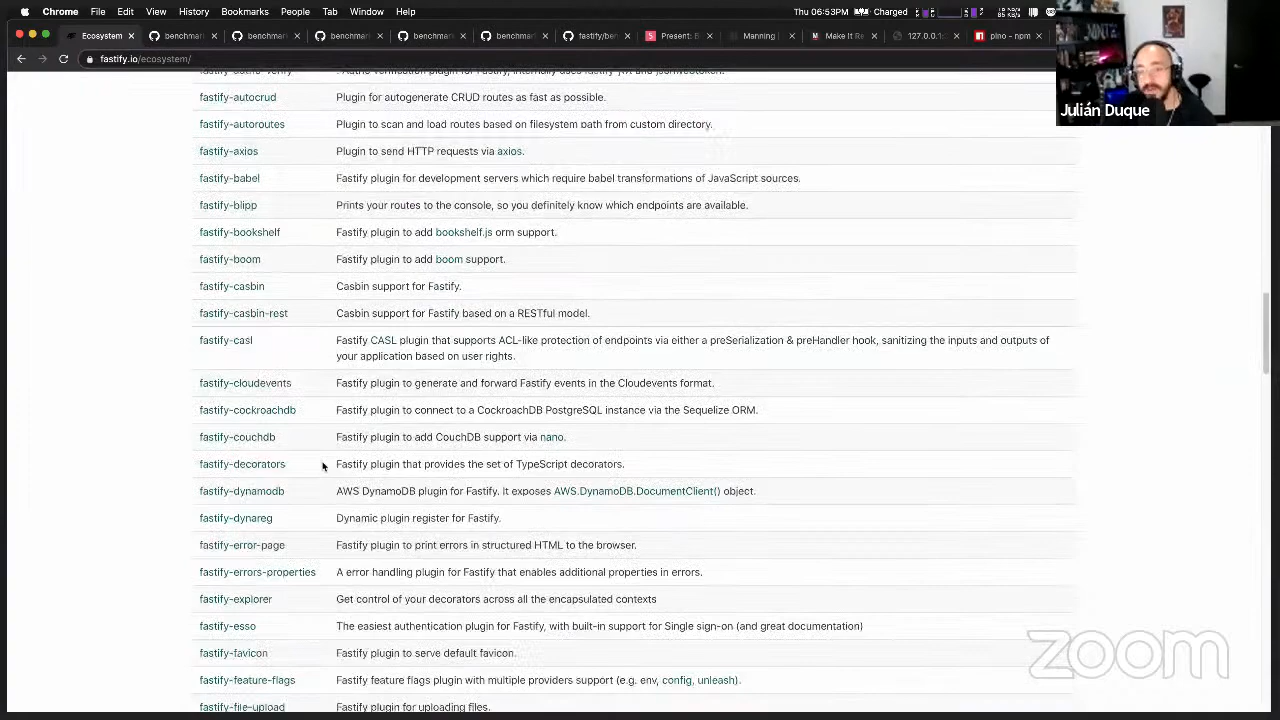 Chrome File Edit View History Bookmarks People Tab Window Help
Thu 06:53PM Charged
Ecosystem
benchmar
benchmar
benchmar
benchmar
benchmar
fastify/ben
Present: B
Manning
Make It Re
127.0.0.1:
pino - npm
fastify.io/ecosystem/
fastify-autocrud Plugin for autogenerate CRUD routes as fast as possible.
fastify-autoroutes Plugin to scan and load routes based on filesystem path from custom directory.
fastify-axios Plugin to send HTTP requests via axios.
fastify-babel Fastify plugin for development servers which require babel transformations of JavaScript sources.
fastify-blipp Prints your routes to the console, so you definitely know which endpoints are available.
fastify-bookshelf Fastify plugin to add bookshelf.js orm support.
fastify-boom Fastify plugin to add boom support.
fastify-casbin Casbin support for Fastify.
fastify-casbin-rest Casbin support for Fastify based on a RESTful model.
fastify-casl Fastify CASL plugin that supports ACL-like protection of endpoints via either a preSerialization & preHandler hook, sanitizing the inputs and outputs of
your application based on user rights.
fastify-cloudevents Fastify plugin to generate and forward Fastify events in the Cloudevents format.
fastify-cockroachdb Fastify plugin to connect to a CockroachDB PostgreSQL instance via the Sequelize ORM.
fastify-couchdb Fastify plugin to add CouchDB support via nano.
fastify-decorators Fastify plugin that provides the set of TypeScript decorators.
fastify-dynamodb AWS DynamoDB plugin for Fastify. It exposes AWS.DynamoDB.DocumentClient() object.
fastify-dynareg Dynamic plugin register for Fastify.
fastify-error-page Fastify plugin to print errors in structured HTML to the browser.
fastify-errors-properties A error handling plugin for Fastify that enables additional properties in errors.
fastify-explorer Get control of your decorators across all the encapsulated contexts
fastify-esso The easiest authentication plugin for Fastify, with built-in support for Single sign-on (and great documentation)
fastify-favicon Fastify plugin to serve default favicon.
fastify-feature-flags Fastify feature flags plugin with multiple providers support (e.g. env, config, unleash).
fastify-file-upload Fastify plugin for uploading files.
Julián Duque
zoom